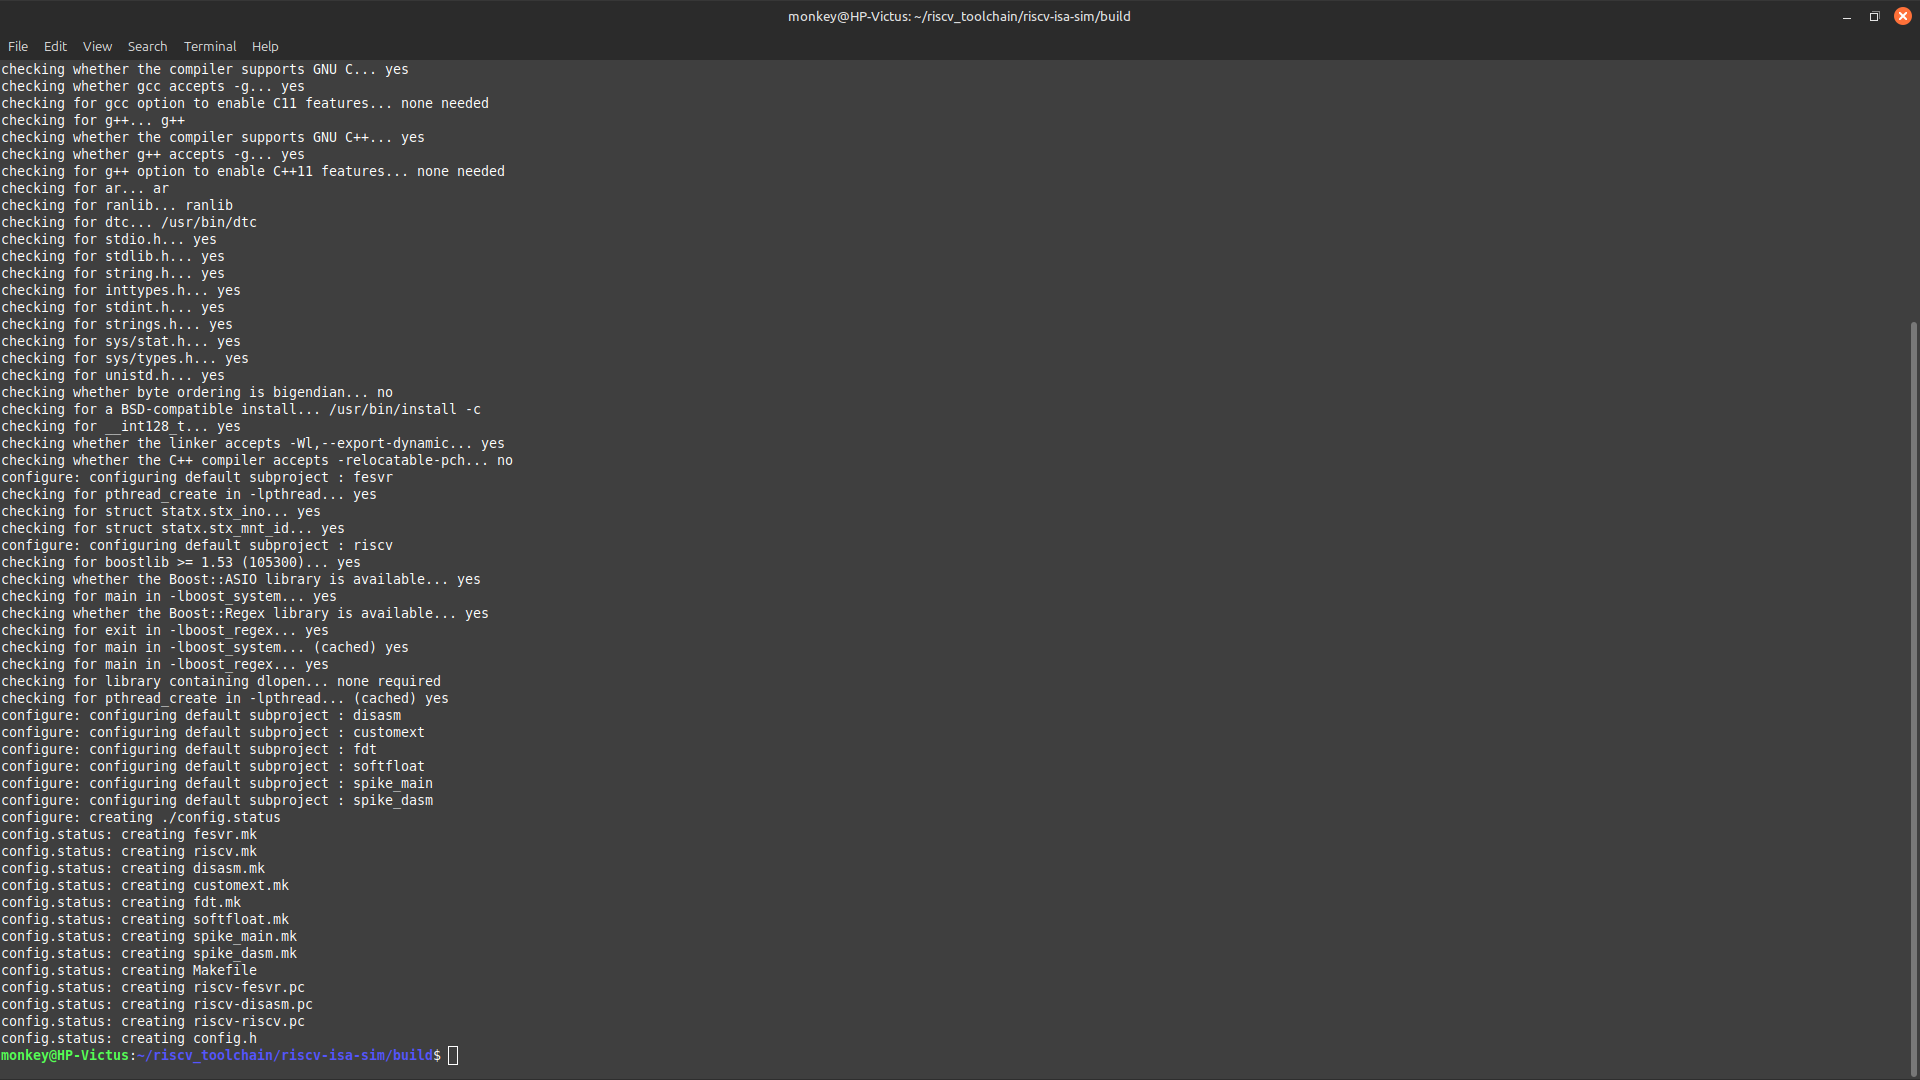 monkey@HP-Victus: ~/riscv_toolchain/riscv-isa-sim/build
File Edit View Search Terminal Help
checking whether the compiler supports GNU C... yes
checking whether gcc accepts -g... yes
checking for gcc option to enable C11 features... none needed
checking for g++... g++
checking whether the compiler supports GNU C++... yes
checking whether g++ accepts -g... yes
checking for g++ option to enable C++11 features... none needed
checking for ar... ar
checking for ranlib... ranlib
checking for dtc... /usr/bin/dtc
checking for stdio.h... yes
checking for stdlib.h... yes
checking for string.h... yes
checking for inttypes.h... yes
checking for stdint.h... yes
checking for strings.h... yes
checking for sys/stat.h... yes
checking for sys/types.h... yes
checking for unistd.h... yes
checking whether byte ordering is bigendian... no
checking for a BSD-compatible install... /usr/bin/install -c
checking for __int128_t... yes
checking whether the linker accepts -Wl,--export-dynamic... yes
checking whether the C++ compiler accepts -relocatable-pch... no
configure: configuring default subproject : fesvr
checking for pthread_create in -lpthread... yes
checking for struct statx.stx_ino... yes
checking for struct statx.stx_mnt_id... yes
configure: configuring default subproject : riscv
checking for boostlib >= 1.53 (105300)... yes
checking whether the Boost::ASIO library is available... yes
checking for main in -lboost_system... yes
checking whether the Boost::Regex library is available... yes
checking for exit in -lboost_regex... yes
checking for main in -lboost_system... (cached) yes
checking for main in -lboost_regex... yes
checking for library containing dlopen... none required
checking for pthread_create in -lpthread... (cached) yes
configure: configuring default subproject : disasm
configure: configuring default subproject : customext
configure: configuring default subproject : fdt
configure: configuring default subproject : softfloat
configure: configuring default subproject : spike_main
configure: configuring default subproject : spike_dasm
configure: creating ./config.status
config.status: creating fesvr.mk
config.status: creating riscv.mk
config.status: creating disasm.mk
config.status: creating customext.mk
config.status: creating fdt.mk
config.status: creating softfloat.mk
config.status: creating spike_main.mk
config.status: creating spike_dasm.mk
config.status: creating Makefile
config.status: creating riscv-fesvr.pc
config.status: creating riscv-disasm.pc
config.status: creating riscv-riscv.pc
config.status: creating config.h
monkey@HP-Victus:~/riscv_toolchain/riscv-isa-sim/build$